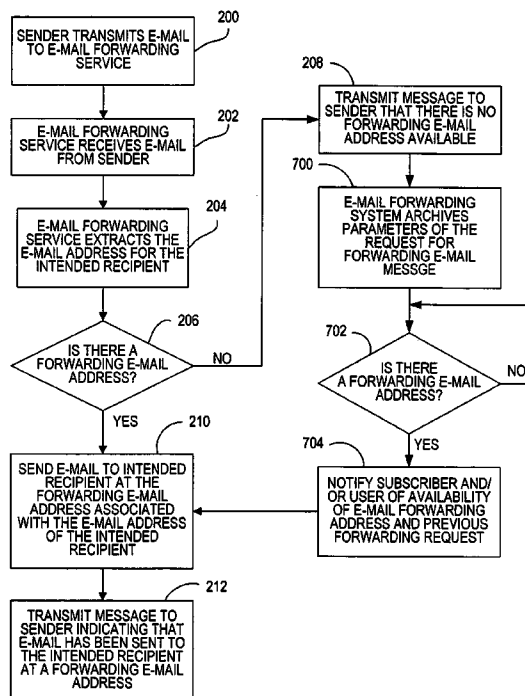 200
SENDER TRANSMITS E-MAIL
TO E-MAIL FORWARDING
SERVICE
202
E-MAIL FORWARDING
SERVICE RECEIVES E-MAIL
FROM SENDER
204
E-MAIL FORWARDING
SERVICE EXTRACTS THE
E-MAIL ADDRESS FOR THE
INTENDED RECIPIENT
206
IS THERE A
FORWARDING E-MAIL
ADDRESS?
NO
YES
210
SEND E-MAIL TO INTENDED
RECIPIENT AT THE
FORWARDING E-MAIL
ADDRESS ASSOCIATED
WITH THE E-MAIL ADDRESS
OF THE INTENDED
RECIPIENT
212
TRANSMIT MESSAGE TO
SENDER INDICATING THAT
E-MAIL HAS BEEN SENT TO
THE INTENDED RECIPIENT
AT A FORWARDING E-MAIL
ADDRESS
208
TRANSMIT MESSAGE TO
SENDER THAT THERE IS NO
FORWARDING E-MAIL
ADDRESS AVAILABLE
700
E-MAIL FORWARDING
SYSTEM ARCHIVES
PARAMETERS OF THE
REQUEST FOR
FORWARDING E-MAIL
MESSGE
702
IS THERE
A FORWARDING E-MAIL
ADDRESS?
NO
YES
704
NOTIFY SUBSCRIBER AND/
OR USER OF AVAILABILITY
OF E-MAIL FORWARDING
ADDRESS AND PREVIOUS
FORWARDING REQUEST